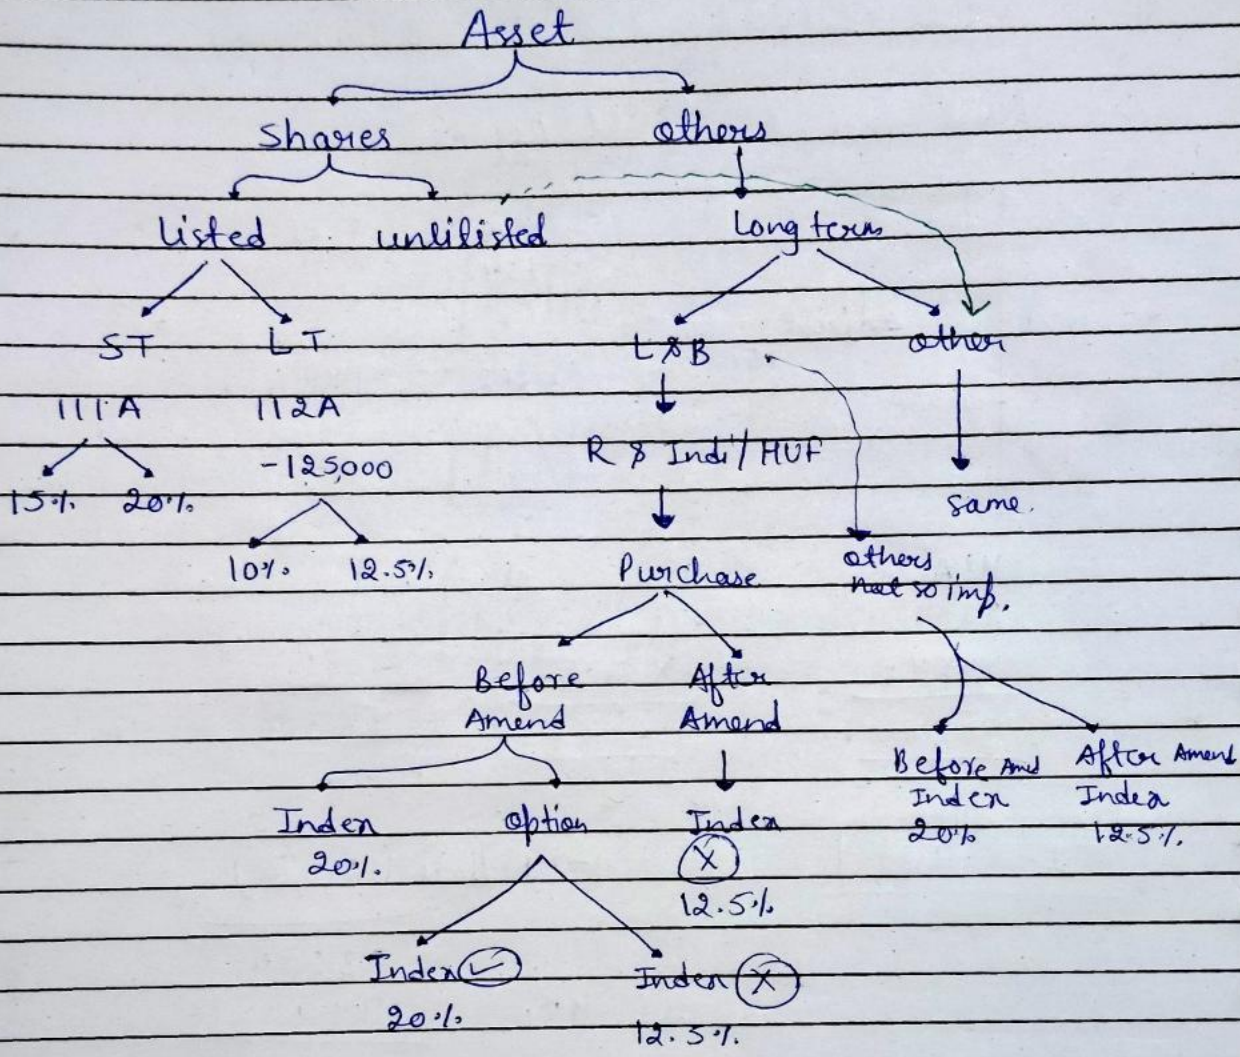 Asset
Shares others
Listed unlilisted Long term
ST LT L & B other
111A 112A
-125,000 R & Indi/HUF
15% 20% same.
10% 12.5% Purchase others
not so imp.
Before After
Amend Amend
Before Amd After Amend
Index Index
20% 12.5%
Index option Index
20% X
12.5%
Index ✓ Index X
20% 12.5%